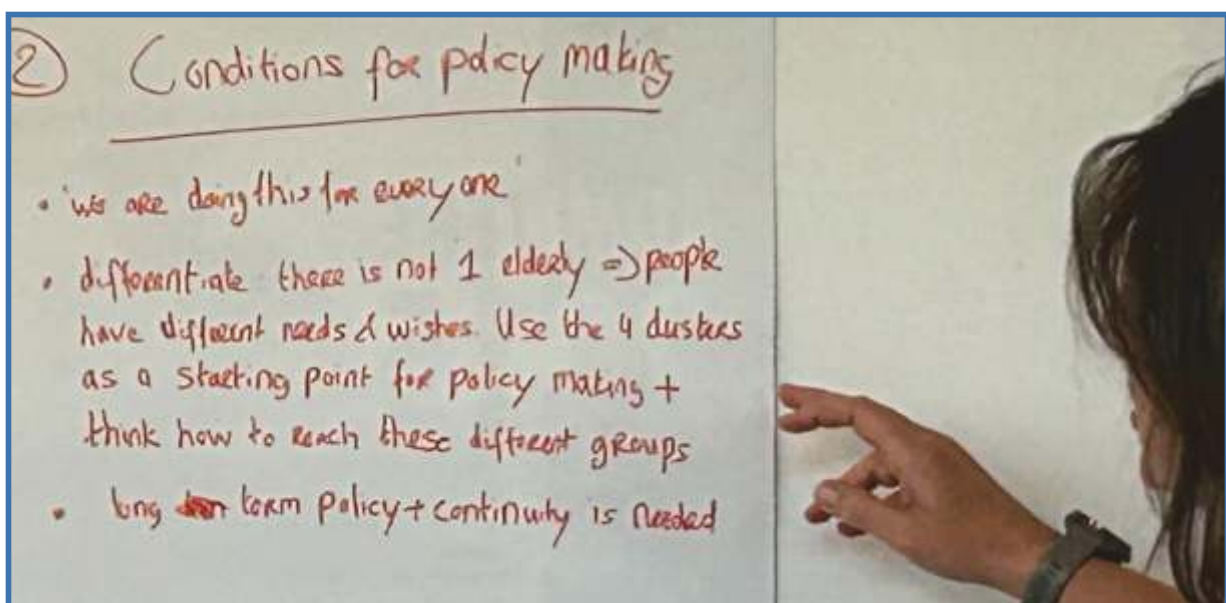 ② Conditions for policy making
• 'we are doing this for everyone'
• differentiate there is not 1 elderly => people
have different needs & wishes. Use the 4 clusters
as a starting point for policy making +
think how to reach these different groups
• long term policy + continuity is needed